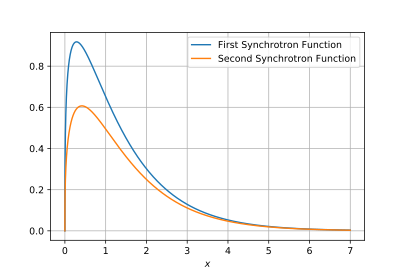 First Synchrotron Function
Second Synchrotron Function
0.8
0.6
0.4
0.2
0.0
0 1 2 3 4 5 6 7
x